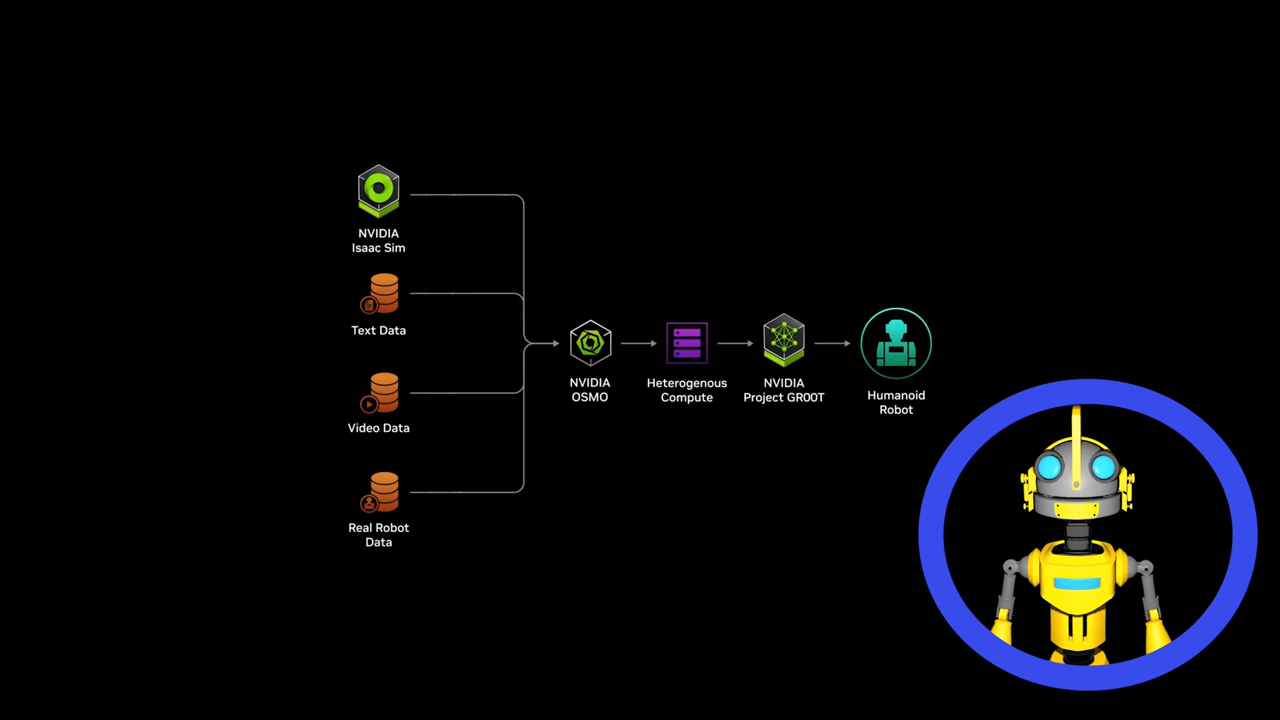 NVIDIA
Isaac Sim
Text Data
Video Data
Real Robot
Data
NVIDIA
OSMO
Heterogenous
Compute
NVIDIA
Project GR00T
Humanoid
Robot